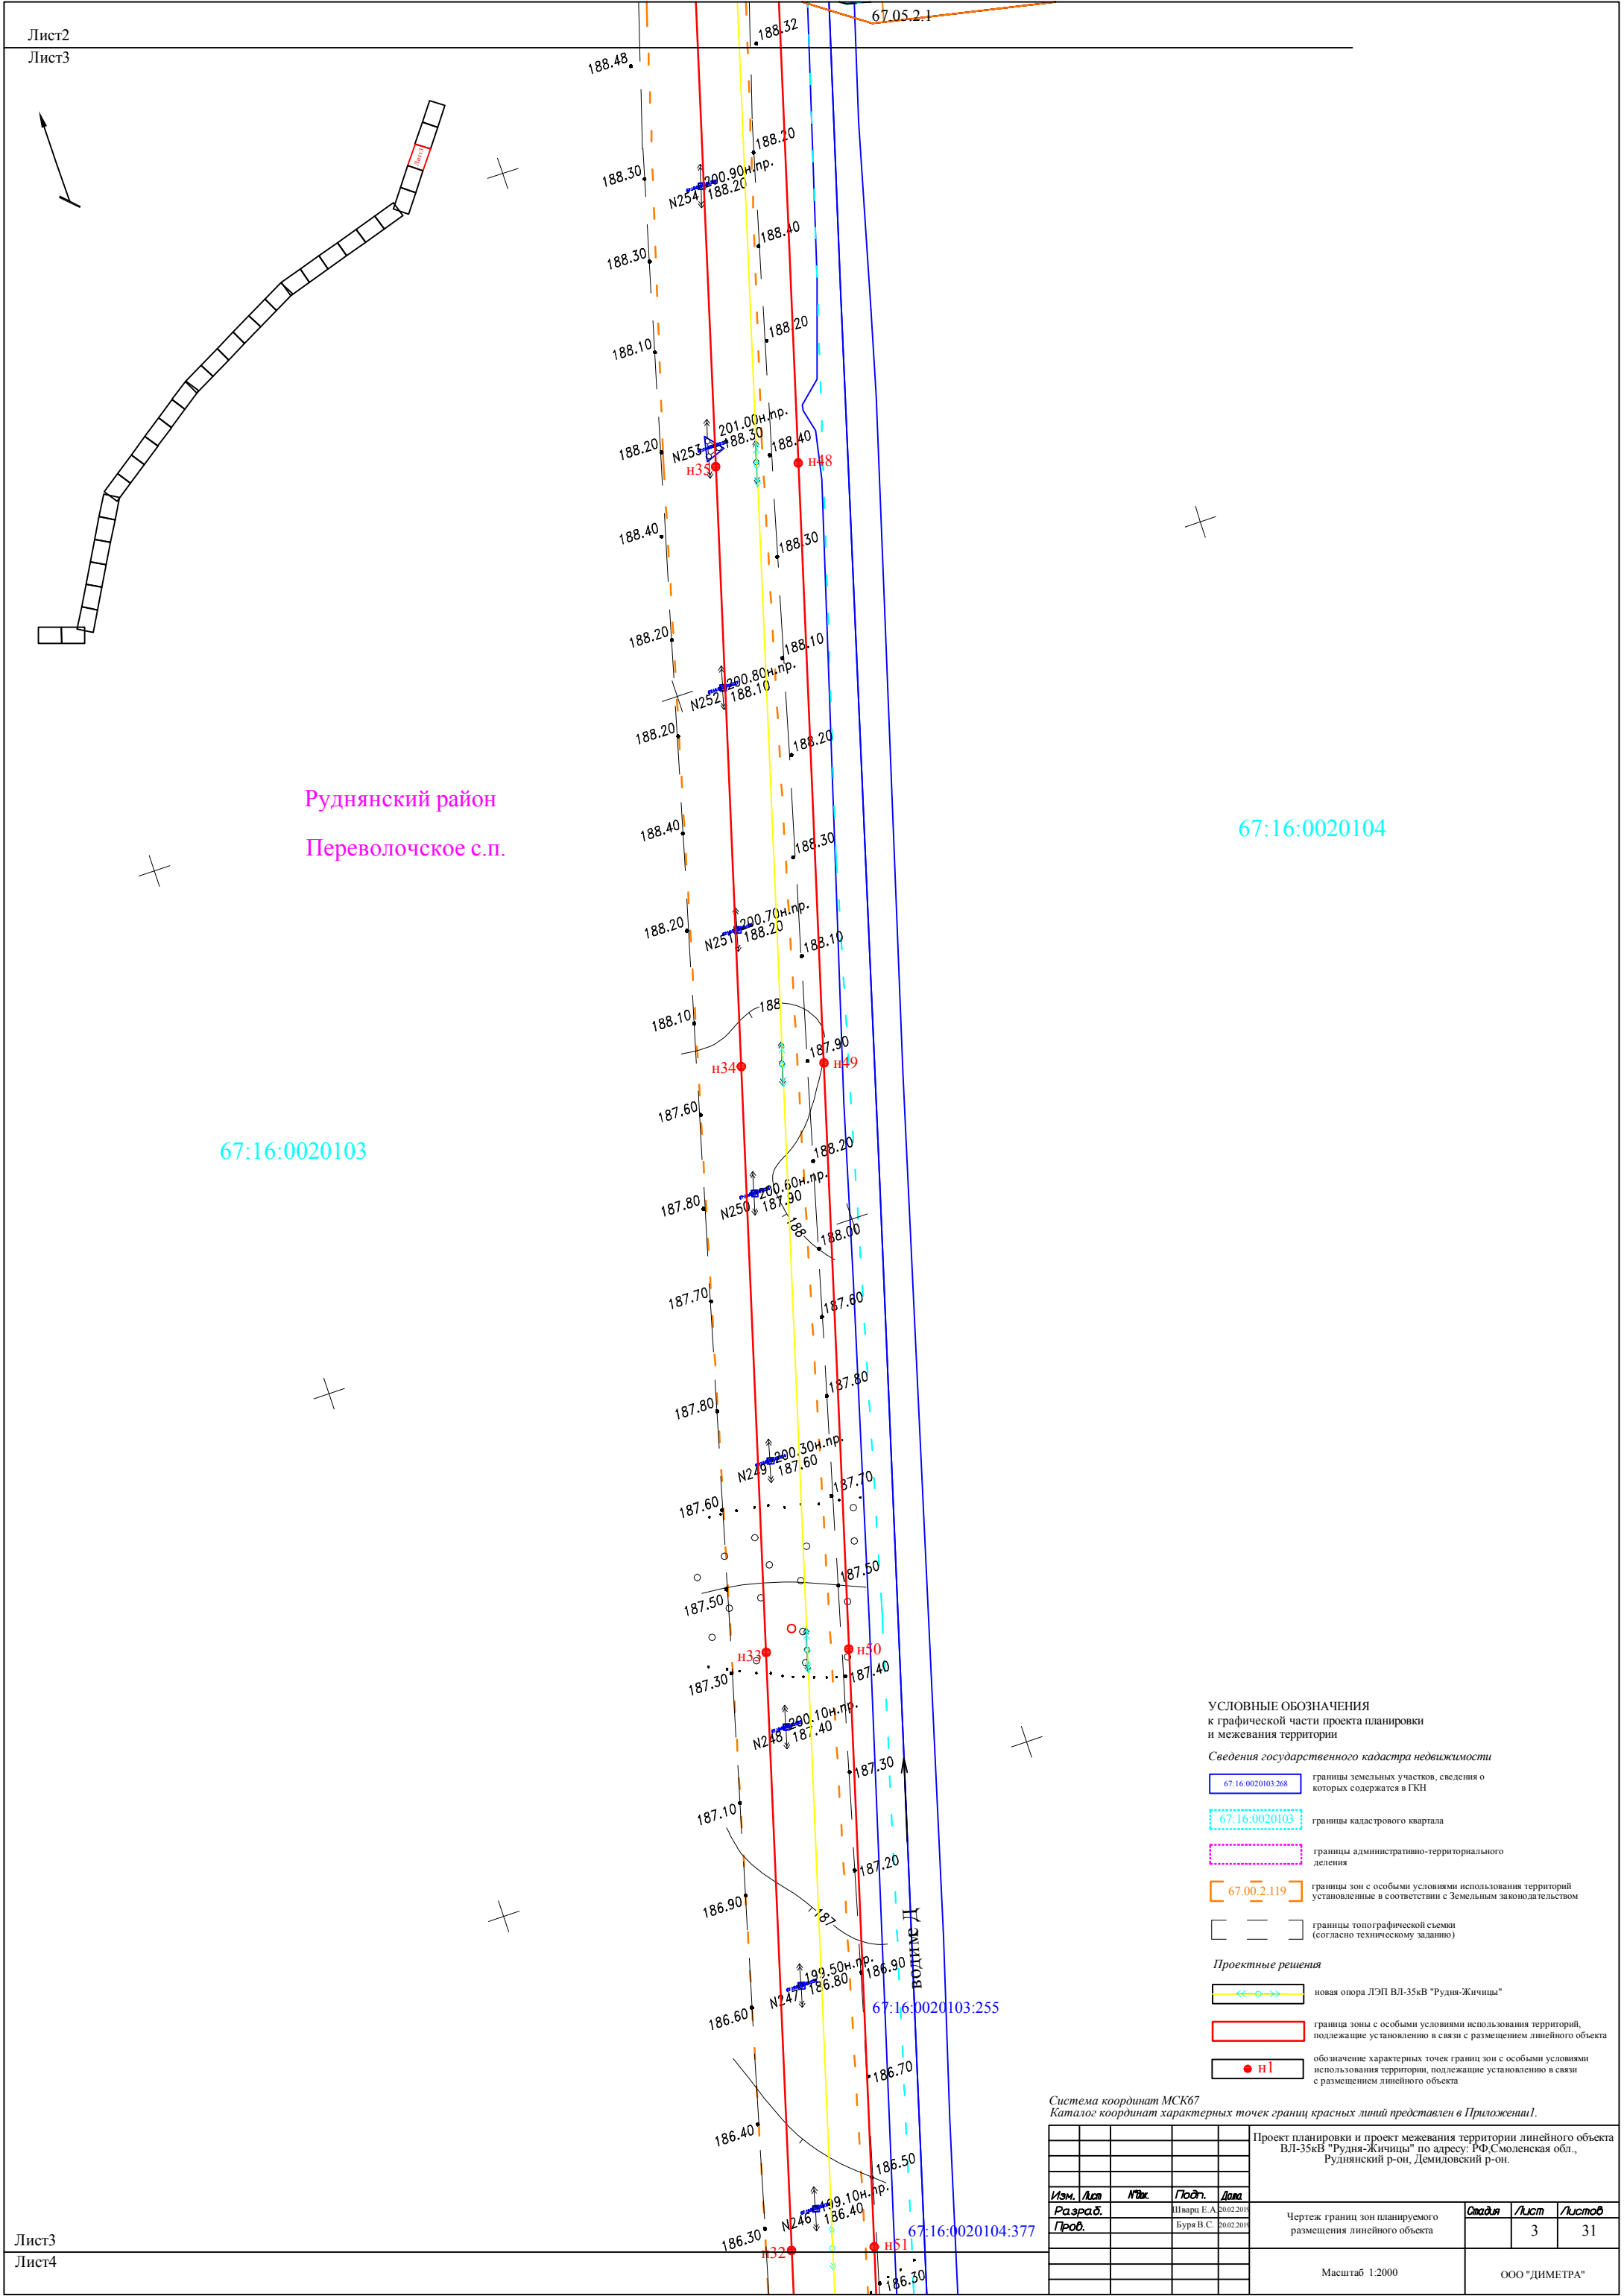 67.05.2.1
Лист2
Лист3
188.32
188.48
188.20
188.30
200.90н.пр.
N254 188.20
188.40
188.30
188.20
188.10
201.00н.пр.
188.20
N253 188.30
188.40
н35
н48
188.40
188.30
188.20
188.10
200.80н.пр.
N252 188.10
188.20
188.20
Руднянский район
67:16:0020104
188.40
Переволочское с.п.
188.30
200.70н.пр.
188.20
N251 188.20
188.10
188
188.10
187.90
н34
н49
187.60
67:16:0020103
188.20
200.60н.пр.
187.80
N250 187.90
188
188.00
187.70
187.60
187.80
187.80
200.30н.пр.
N249 187.60
187.70
187.60
187.50
187.50
н33
н50
187.30
187.40
200.10н.пр.
N248 187.40
187.30
187.10
187.20
186.90
187
199.50н.пр.
186.90
N247 186.80
186.60
67:16:0020103:255
186.70
186.40
186.50
199.10н.пр.
N246 186.40
186.30
67:16:0020104:377
н32
н51
186.30
Лист3
Лист4
УСЛОВНЫЕ ОБОЗНАЧЕНИЯ
к графической части проекта планировки
и межевания территории
Сведения государственного кадастра недвижимости
67:16:0020103:268
границы земельных участков, сведения о
которых содержатся в ГКН
67:16:0020103
границы кадастрового квартала
границы административно-территориального
деления
67.00.2.119
границы зон с особыми условиями использования территорий
установленные в соответствии с Земельным законодательством
границы топографической съемки
(согласно техническому заданию)
Проектные решения
новая опора ЛЭП ВЛ-35кВ "Рудня-Жичицы"
граница зоны с особыми условиями использования территорий,
подлежащие установлению в связи с размещением линейного объекта
н1
обозначение характерных точек границ зон с особыми условиями
использования территории, подлежащие установлению в связи
с размещением линейного объекта
Система координат МСК67
Каталог координат характерных точек границ красных линий представлен в Приложении1.
Проект планировки и проект межевания территории линейного объекта
ВЛ-35кВ "Рудня-Жичицы" по адресу: РФ,Смоленская обл.,
Руднянский р-он, Демидовский р-он.
Изм. Лист №док. Подп. Дата
Разраб. Шварц Е.А. 20.02.2019
Пров. Буря В.С. 20.02.2019
Чертеж границ зон планируемого
размещения линейного объекта
Стадия Лист Листов
3 31
Масштаб 1:2000
ООО "ДИМЕТРА"